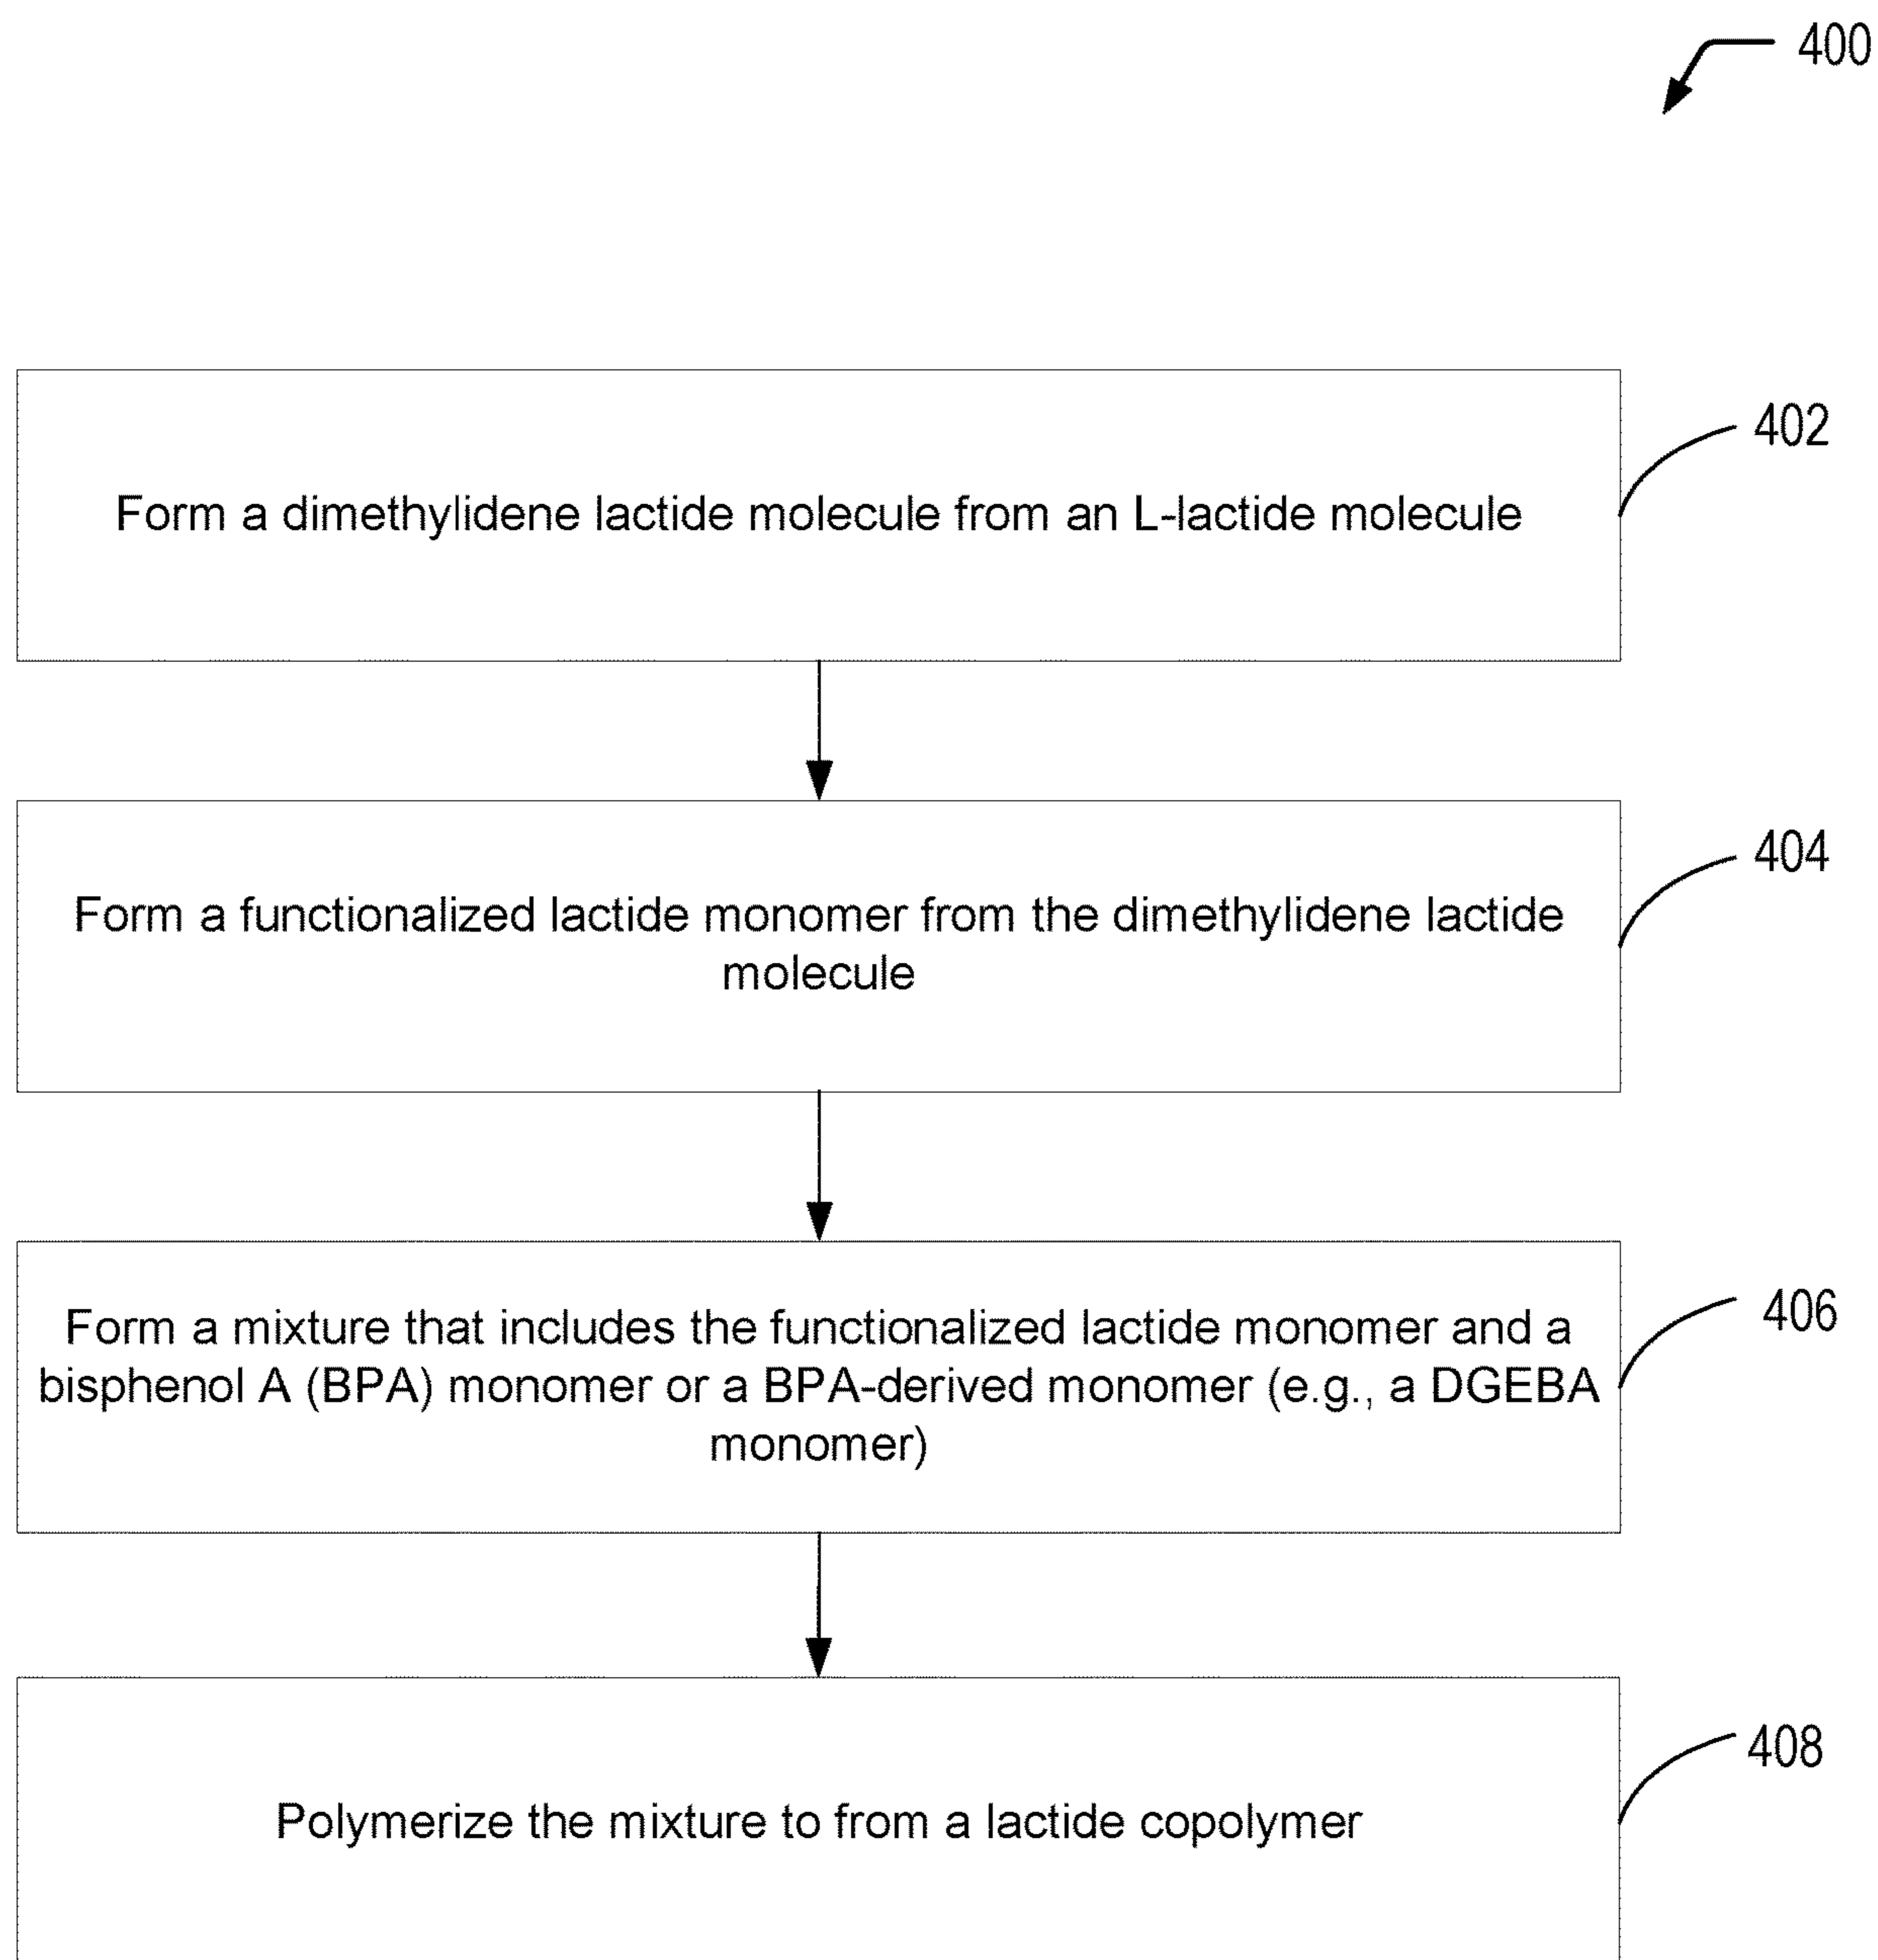 400
402
Form a dimethylidene lactide molecule from an L-lactide molecule
404
Form a functionalized lactide monomer from the dimethylidene lactide
molecule
406
Form a mixture that includes the functionalized lactide monomer and a
bisphenol A (BPA) monomer or a BPA-derived monomer (e.g., a DGEBA
monomer)
408
Polymerize the mixture to from a lactide copolymer